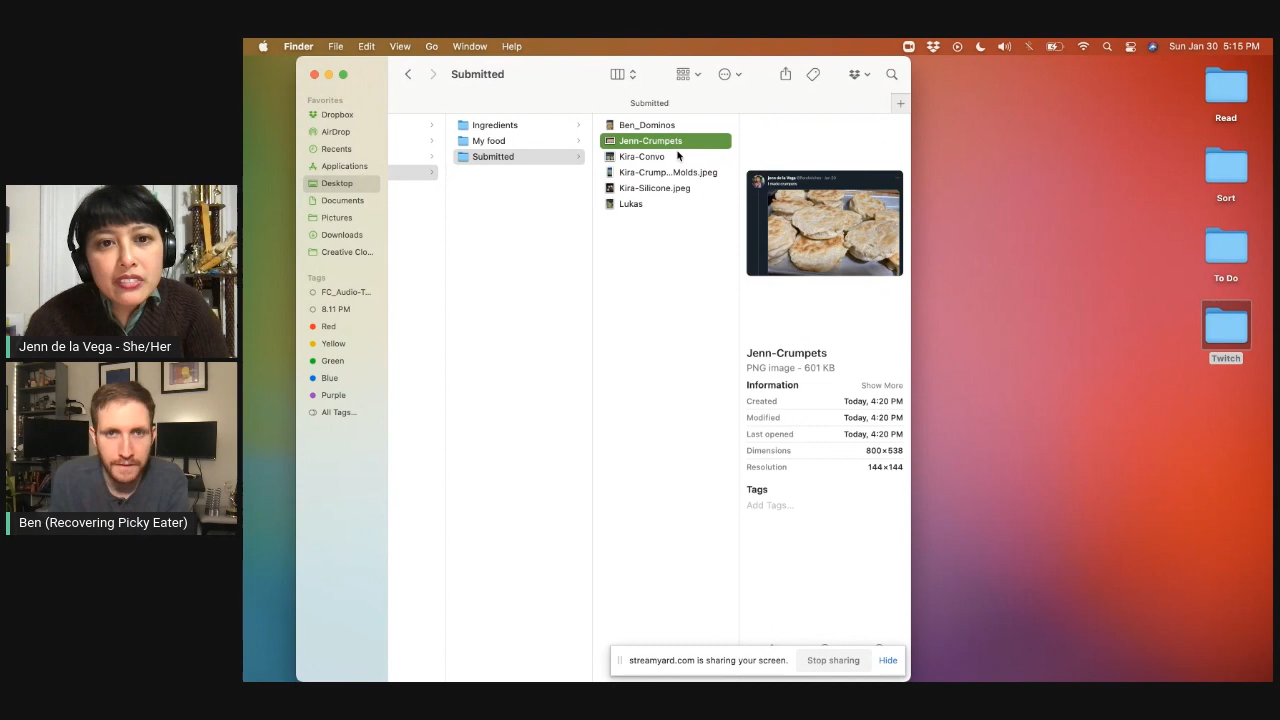 Finder File Edit View Go Window Help
Sun Jan 30 5:15 PM
Submitted
Submitted
Favorites
Dropbox
AirDrop
Recents
Applications
Desktop
Documents
Pictures
Downloads
Creative Clo...
Tags
FC_Audio-T...
8.11 PM
Red
Yellow
Green
Blue
Purple
All Tags...
Ingredients
My food
Submitted
Ben_Dominos
Jenn-Crumpets
Kira-Convo
Kira-Crump...Molds.jpeg
Kira-Silicone.jpeg
Lukas
Jenn-Crumpets
PNG image - 601 KB
Information Show More
Created Today, 4:20 PM
Modified Today, 4:20 PM
Last opened Today, 4:20 PM
Dimensions 800×538
Resolution 144×144
Tags
Add Tags...
streamyard.com is sharing your screen. Stop sharing Hide
Read
Sort
To Do
Twitch
Jenn de la Vega - She/Her
Ben (Recovering Picky Eater)